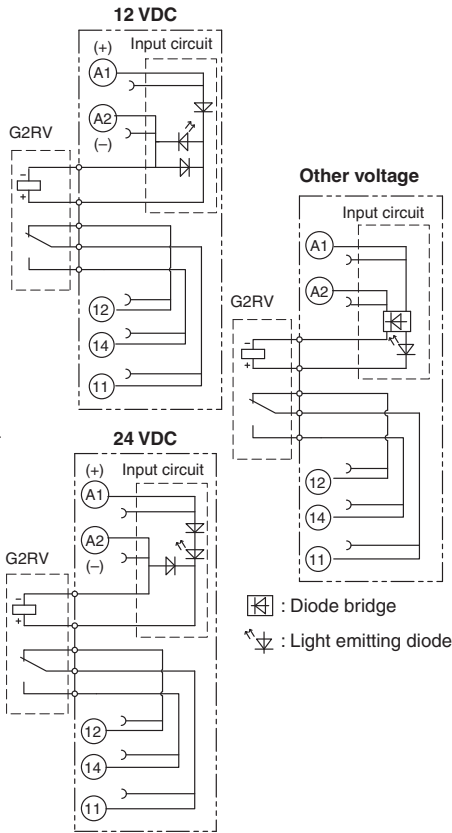 12 VDC
(+) Input circuit
A1
A2
(–)
G2RV
–
+
12
14
11
Other voltage
Input circuit
A1
A2
G2RV
–
+
12
14
11
24 VDC
(+) Input circuit
A1
A2
(–)
G2RV
–
+
12
14
11
: Diode bridge
: Light emitting diode